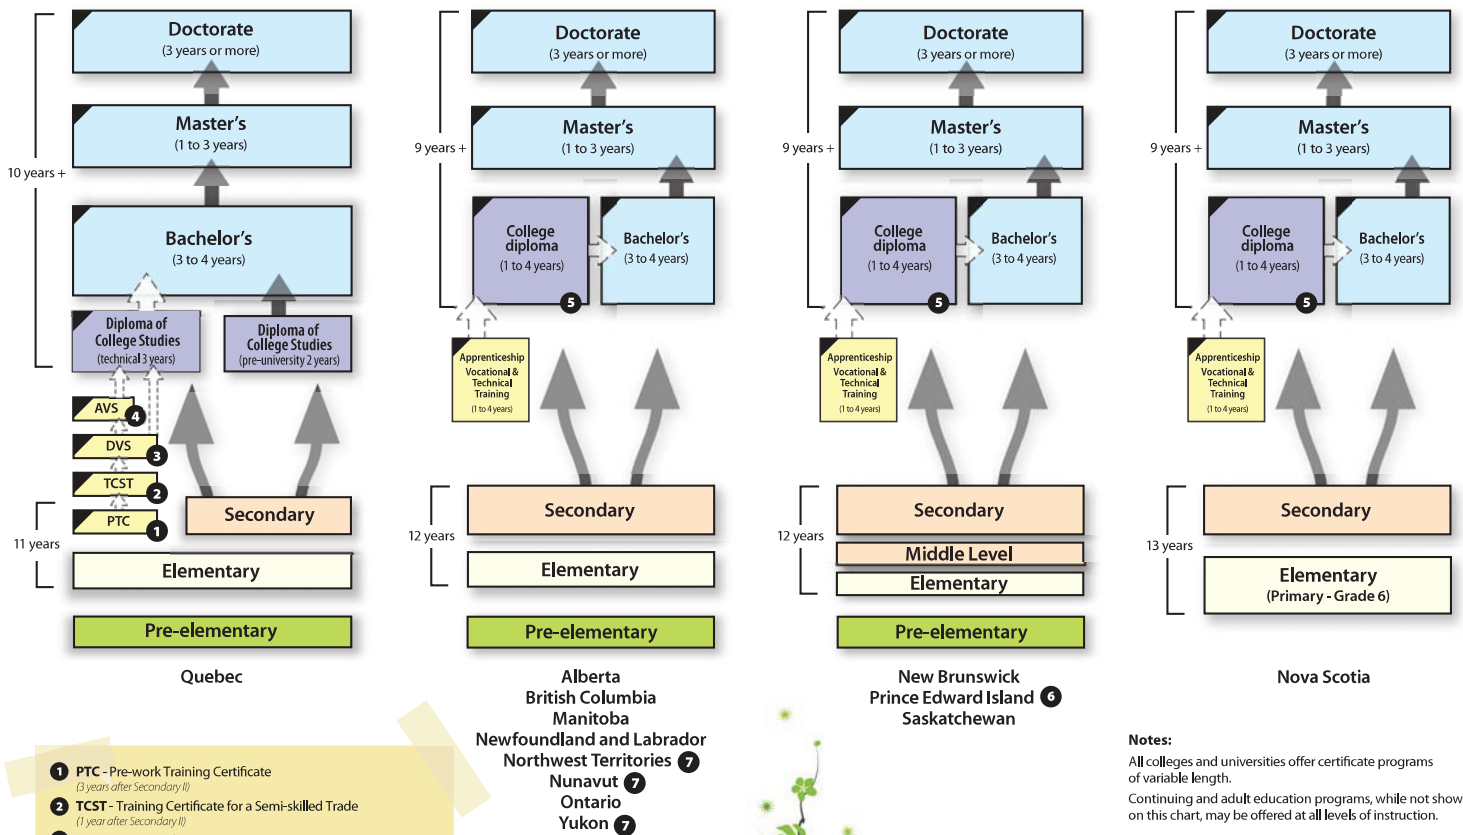 Doctorate
(3 years or more)
Master's
(1 to 3 years)
10 years +
Bachelor's
(3 to 4 years)
Diploma of
College Studies
(technical 3 years)
Diploma of
College Studies
(pre-university 2 years)
AVS 4
DVS 3
TCST 2
PTC 1
Secondary
11 years
Elementary
Pre-elementary
Quebec
Doctorate
(3 years or more)
Master's
(1 to 3 years)
9 years +
College
diploma
(1 to 4 years)
5
Bachelor's
(3 to 4 years)
Apprenticeship
Vocational &
Technical
Training
(1 to 4 years)
Secondary
12 years
Elementary
Pre-elementary
Alberta
British Columbia
Manitoba
Newfoundland and Labrador
Northwest Territories 7
Nunavut 7
Ontario
Yukon 7
Doctorate
(3 years or more)
Master's
(1 to 3 years)
9 years +
College
diploma
(1 to 4 years)
5
Bachelor's
(3 to 4 years)
Apprenticeship
Vocational &
Technical
Training
(1 to 4 years)
Secondary
12 years
Middle Level
Elementary
Pre-elementary
New Brunswick
Prince Edward Island 6
Saskatchewan
Doctorate
(3 years or more)
Master's
(1 to 3 years)
9 years +
College
diploma
(1 to 4 years)
5
Bachelor's
(3 to 4 years)
Apprenticeship
Vocational &
Technical
Training
(1 to 4 years)
Secondary
13 years
Elementary
(Primary - Grade 6)
Nova Scotia
1 PTC - Pre-work Training Certificate
(3 years after Secondary II)
2 TCST - Training Certificate for a Semi-skilled Trade
(1 year after Secondary II)
Notes:
All colleges and universities offer certificate programs
of variable length.
Continuing and adult education programs, while not show
on this chart, may be offered at all levels of instruction.